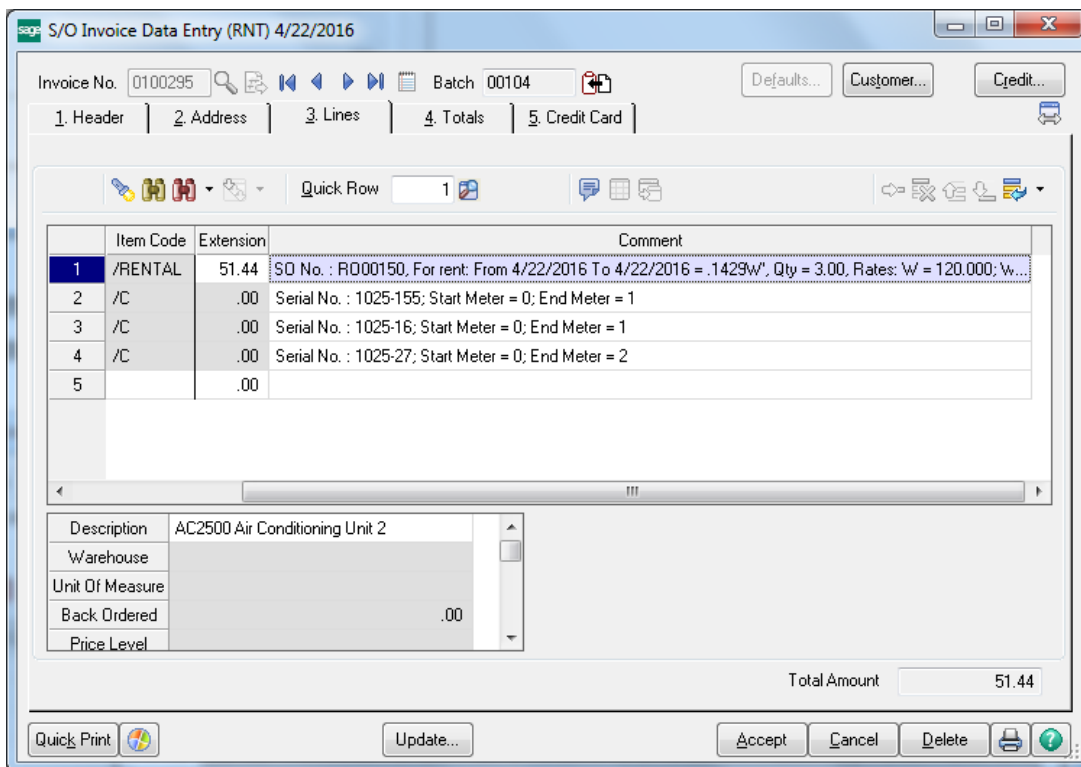 sage S/O Invoice Data Entry (RNT) 4/22/2016
Invoice No. 0100295 Batch 00104 Defaults... Customer... Credit...
1. Header 2. Address 3. Lines 4. Totals 5. Credit Card
Quick Row 1
Item Code Extension Comment
1 /RENTAL 51.44 SO No. : RO00150, For rent: From 4/22/2016 To 4/22/2016 = .1429W', Qty = 3.00, Rates: W = 120.000; W...
2 /C .00 Serial No. : 1025-155; Start Meter = 0; End Meter = 1
3 /C .00 Serial No. : 1025-16; Start Meter = 0; End Meter = 1
4 /C .00 Serial No. : 1025-27; Start Meter = 0; End Meter = 2
5 .00
Description AC2500 Air Conditioning Unit 2
Warehouse
Unit Of Measure
Back Ordered .00
Price Level
Total Amount 51.44
Quick Print Update... Accept Cancel Delete